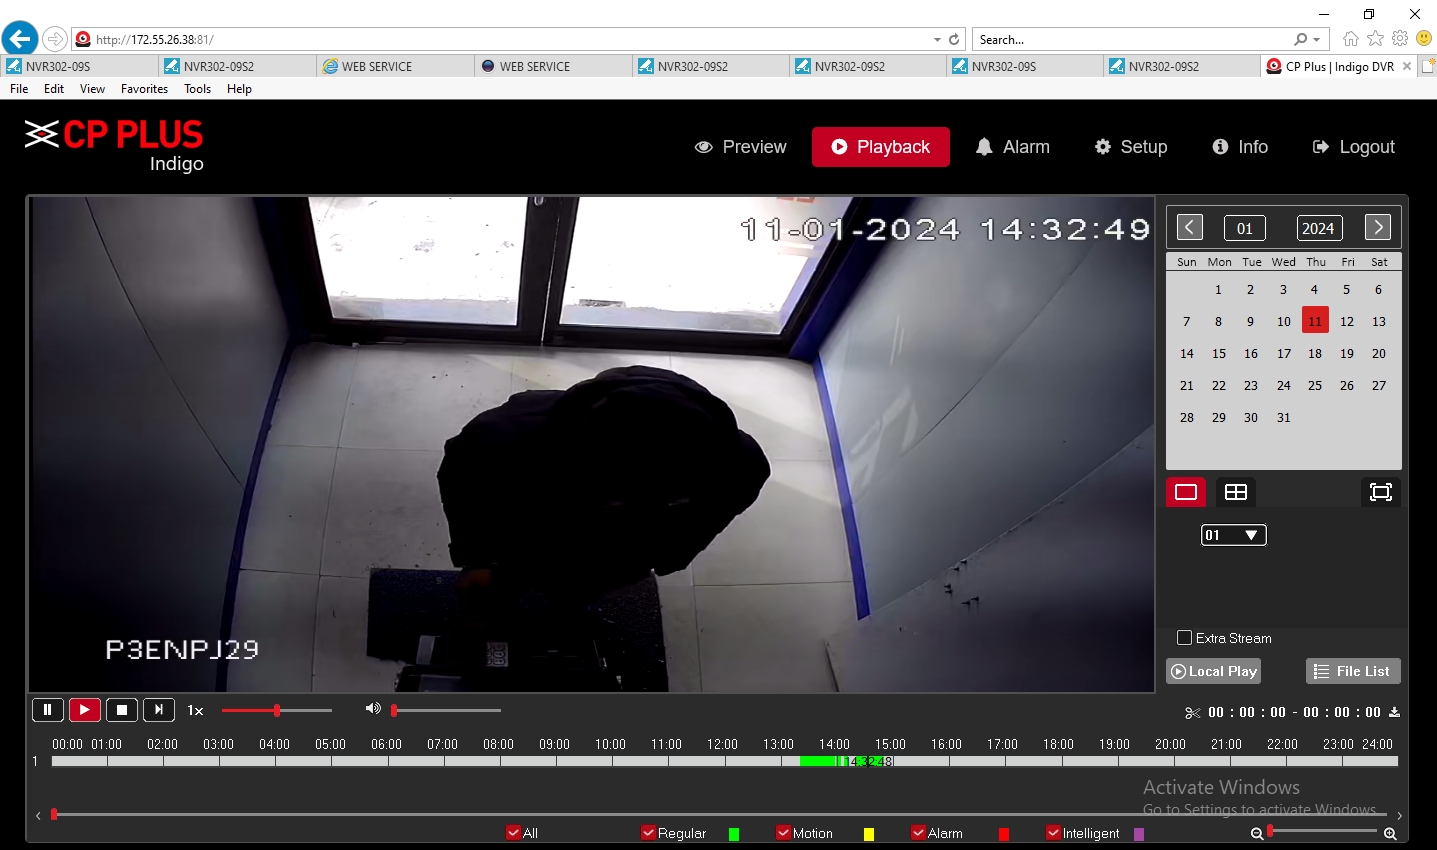 http://172.55.26.38:81/
Search...
NVR302-09S
NVR302-09S2
WEB SERVICE
WEB SERVICE
NVR302-09S2
NVR302-09S2
NVR302-09S
NVR302-09S2
CP Plus | Indigo DVR
File Edit View Favorites Tools Help
CP PLUS
Indigo
Preview Playback Alarm Setup Info Logout
11-01-2024 14:32:49
01 2024
Sun Mon Tue Wed Thu Fri Sat
1 2 3 4 5 6
7 8 9 10 11 12 13
14 15 16 17 18 19 20
21 22 23 24 25 26 27
28 29 30 31
01
P3ENPJ29
Extra Stream
Local Play File List
1x
00 : 00 : 00 - 00 : 00 : 00
00:00 01:00 02:00 03:00 04:00 05:00 06:00 07:00 08:00 09:00 10:00 11:00 12:00 13:00 14:00 15:00 16:00 17:00 18:00 19:00 20:00 21:00 22:00 23:00 24:00
1
14:32:48
Activate Windows
Go to Settings to activate Windows.
All Regular Motion Alarm Intelligent